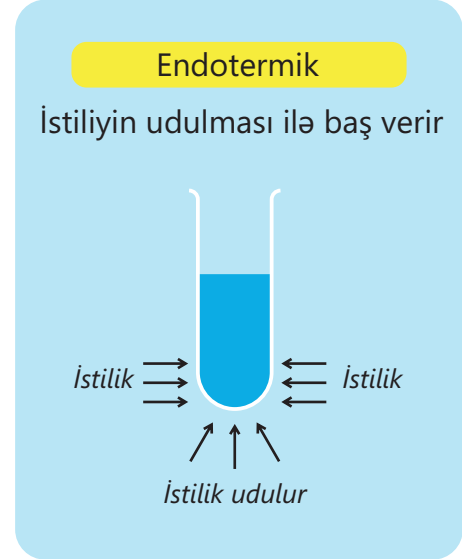 Endotermik
İstiliyin udulması ilə baş verir
İstilik
İstilik
İstilik udulur